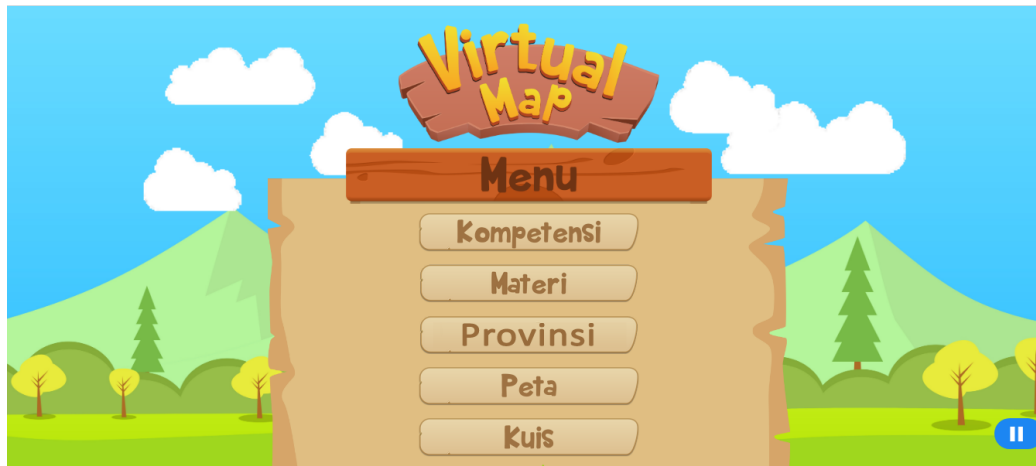 Virtual
Map
Menu
Kompetensi
Materi
Provinsi
Peta
Kuis